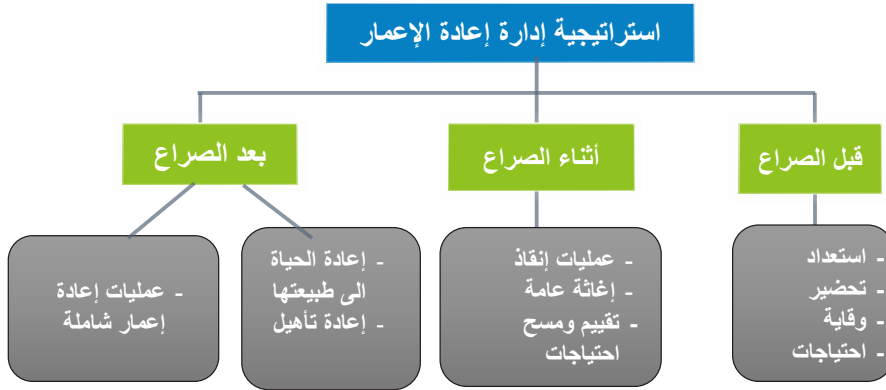 استراتيجية إدارة إعادة الإعمار
قبل الصراع
أثناء الصراع
بعد الصراع
- استعداد
- تحضير
- وقاية
- احتياجات
- عمليات إنقاذ
- إغاثة عامة
- تقييم ومسح
احتياجات
- إعادة الحياة
الى طبيعتها
- إعادة تأهيل
- عمليات إعادة
إعمار شاملة